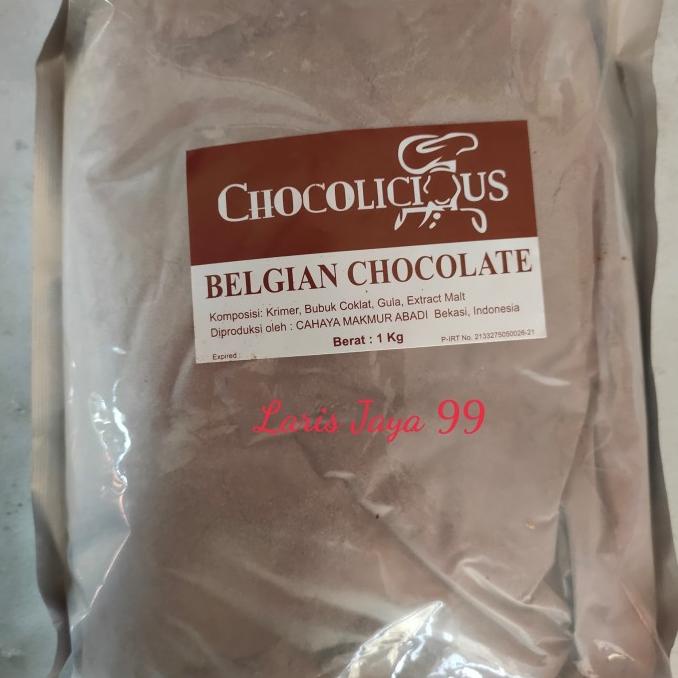 CHOCOLICIOUS
BELGIAN CHOCOLATE
Komposisi: Krimer, Bubuk Coklat, Gula, Extract Malt
Diproduksi oleh : CAHAYA MAKMUR ABADI Bekasi, Indonesia
Berat : 1 Kg
P-IRT No. 2133275050026-21
Expired :
Laris Jaya 99